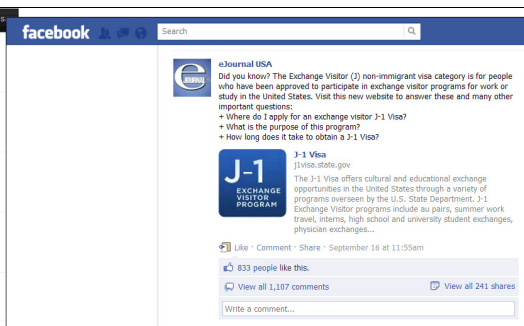 facebook
Search
JOURNAL
eJournal USA
Did you know? The Exchange Visitor (J) non-immigrant visa category is for people
who have been approved to participate in exchange visitor programs for work or
study in the United States. Visit this new website to answer these and many other
important questions:
+ Where do I apply for an exchange visitor J-1 Visa?
+ What is the purpose of this program?
+ How long does it take to obtain a J-1 Visa?
J-1
EXCHANGE
VISITOR
PROGRAM
J-1 Visa
j1visa.state.gov
The J-1 Visa offers cultural and educational exchange
opportunities in the United States through a variety of
programs overseen by the U.S. State Department. J-1
Exchange Visitor programs include au pairs, summer work
travel, interns, high school and university student exchanges,
physician exchanges...
Like · Comment · Share · September 16 at 11:55am
833 people like this.
View all 1,107 comments View all 241 shares
Write a comment...